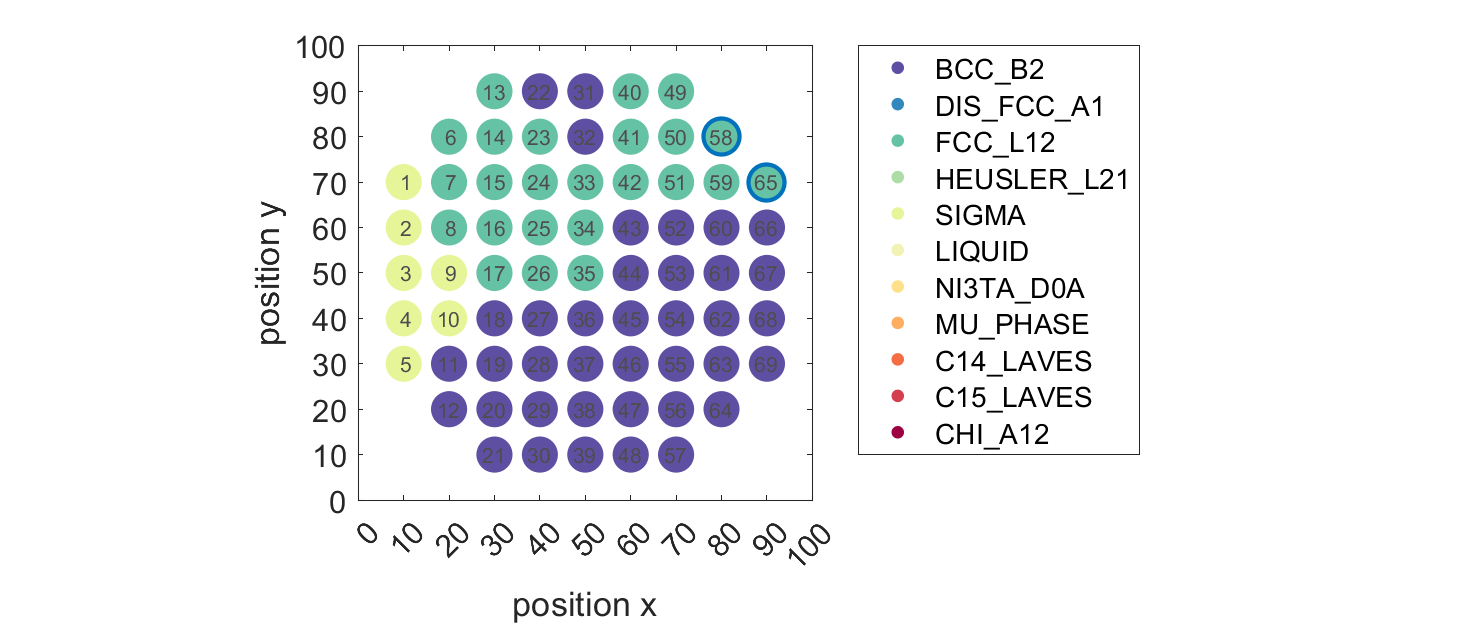 100
90
80
70
60
50
40
30
20
10
0
position y
13 22 31 40 49
6 14 23 32 41 50 58
1 7 15 24 33 42 51 59 65
2 8 16 25 34 43 52 60 66
3 9 17 26 35 44 53 61 67
4 10 18 27 36 45 54 62 68
5 11 19 28 37 46 55 63 69
12 20 29 38 47 56 64
21 30 39 48 57
0 10 20 30 40 50 60 70 80 90 100
position x
BCC_B2
DIS_FCC_A1
FCC_L12
HEUSLER_L21
SIGMA
LIQUID
NI3TA_D0A
MU_PHASE
C14_LAVES
C15_LAVES
CHI_A12